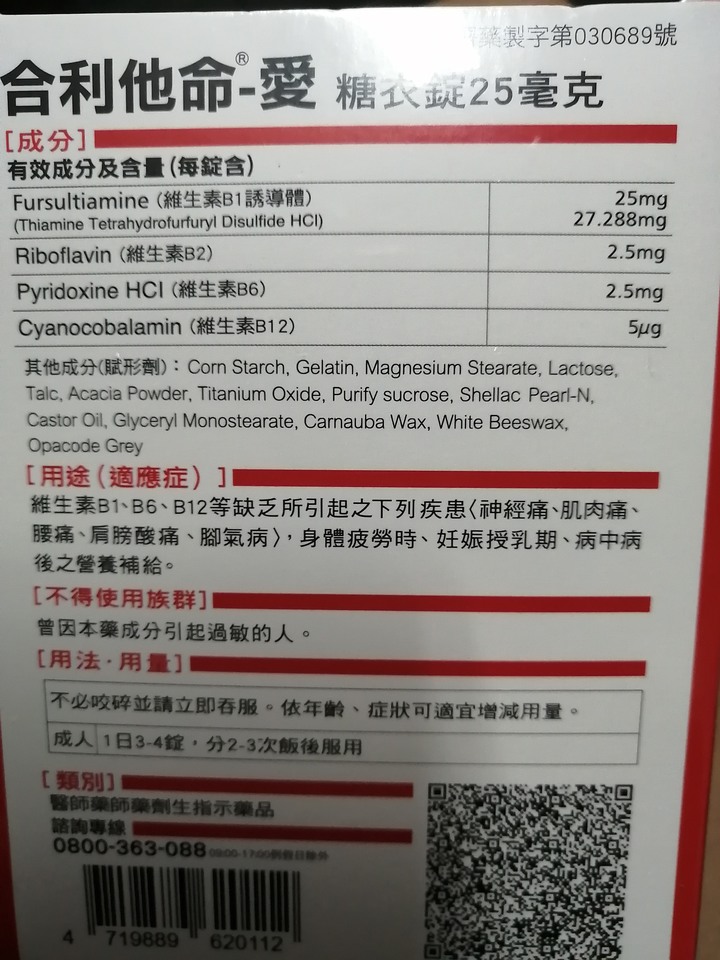 藥製字第030689號
合利他命®-愛 糖衣錠25毫克
[成分]
有效成分及含量(每錠含)
Fursultiamine (維生素B1誘導體) 25mg
(Thiamine Tetrahydrofurfuryl Disulfide HCl) 27.288mg
Riboflavin (維生素B2) 2.5mg
Pyridoxine HCl (維生素B6) 2.5mg
Cyanocobalamin (維生素B12) 5μg
其他成分(賦形劑)：Corn Starch, Gelatin, Magnesium Stearate, Lactose,
Talc, Acacia Powder, Titanium Oxide, Purify sucrose, Shellac Pearl-N,
Castor Oil, Glyceryl Monostearate, Carnauba Wax, White Beeswax,
Opacode Grey
[用途(適應症)]
維生素B1、B6、B12等缺乏所引起之下列疾患〈神經痛、肌肉痛、
腰痛、肩膀酸痛、腳氣病〉，身體疲勞時、妊娠授乳期、病中病
後之營養補給。
[不得使用族群]
曾因本藥成分引起過敏的人。
[用法·用量]
不必咬碎並請立即吞服。依年齡、症狀可適宜增減用量。
成人 1日3-4錠，分2-3次飯後服用
[類別]
醫師藥師藥劑生指示藥品
諮詢專線
0800-363-088 09:00-17:00例假日除外
4 719889 620112